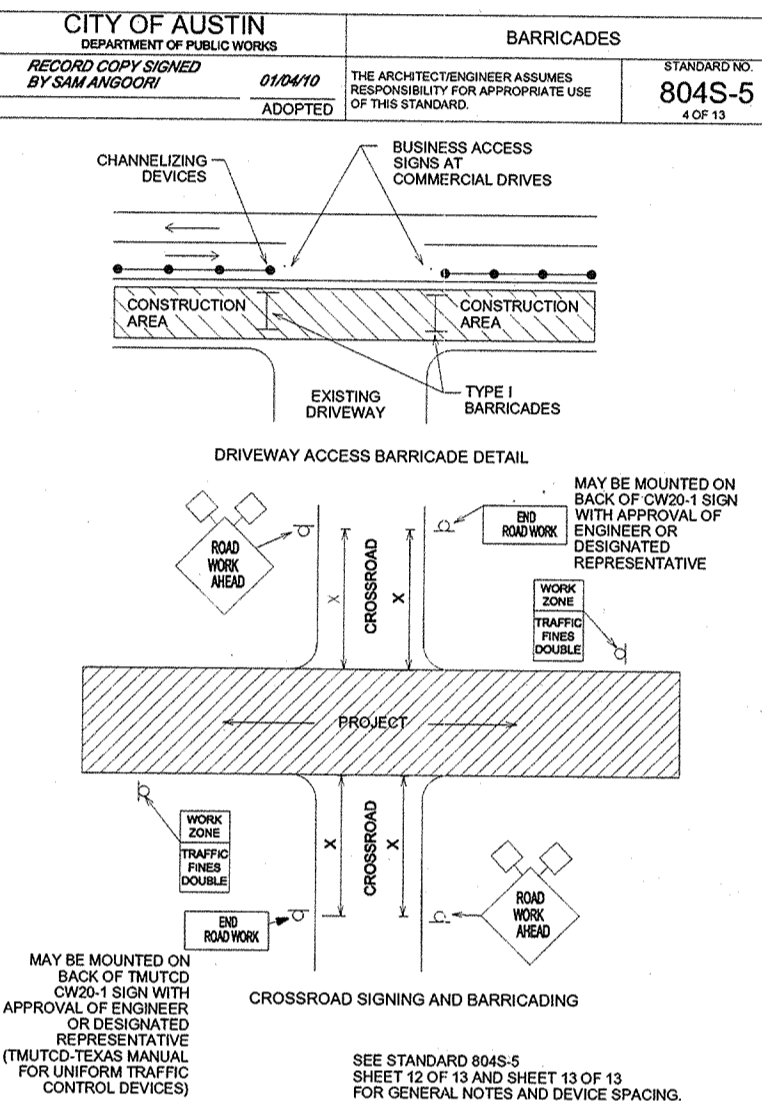 CITY OF AUSTIN
DEPARTMENT OF PUBLIC WORKS
RECORD COPY SIGNED
BY SAM ANGOORI
01/04/10
ADOPTED
BARRICADES
THE ARCHITECT/ENGINEER ASSUMES
RESPONSIBILITY FOR APPROPRIATE USE
OF THIS STANDARD.
STANDARD NO.
804S-5
4 OF 13
CHANNELIZING
DEVICES
BUSINESS ACCESS
SIGNS AT
COMMERCIAL DRIVES
CONSTRUCTION
AREA
CONSTRUCTION
AREA
EXISTING
DRIVEWAY
TYPE I
BARRICADES
DRIVEWAY ACCESS BARRICADE DETAIL
ROAD
WORK
AHEAD
X
CROSSROAD
X
END
ROAD WORK
MAY BE MOUNTED ON
BACK OF CW20-1 SIGN
WITH APPROVAL OF
ENGINEER OR
DESIGNATED
REPRESENTATIVE
WORK
ZONE
TRAFFIC
FINES
DOUBLE
PROJECT
WORK
ZONE
TRAFFIC
FINES
DOUBLE
X
CROSSROAD
X
END
ROAD WORK
ROAD
WORK
AHEAD
MAY BE MOUNTED ON
BACK OF TMUTCD
CW20-1 SIGN WITH
APPROVAL OF ENGINEER
OR DESIGNATED
REPRESENTATIVE
(TMUTCD-TEXAS MANUAL
FOR UNIFORM TRAFFIC
CONTROL DEVICES)
CROSSROAD SIGNING AND BARRICADING
SEE STANDARD 804S-5
SHEET 12 OF 13 AND SHEET 13 OF 13
FOR GENERAL NOTES AND DEVICE SPACING.